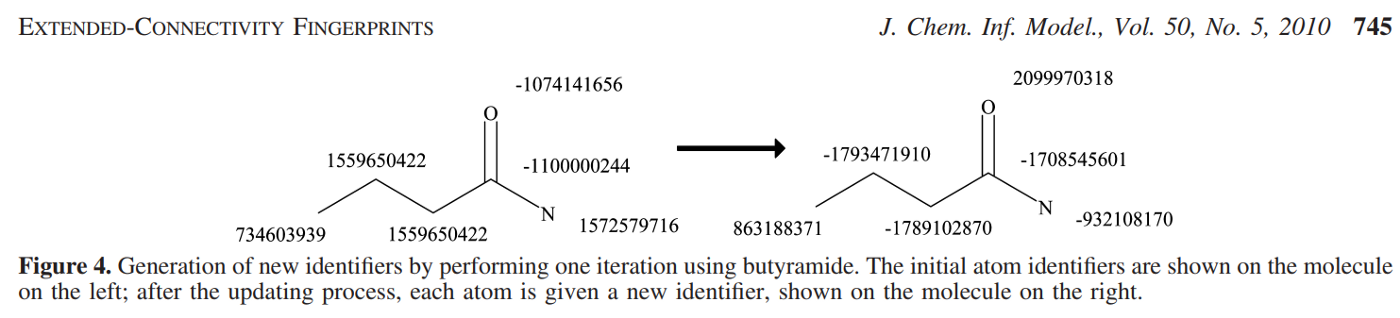 EXTENDED-CONNECTIVITY FINGERPRINTS
J. Chem. Inf. Model., Vol. 50, No. 5, 2010 745
-1074141656
O
1559650422
-1100000244
N
1572579716
734603939
1559650422
2099970318
O
-1793471910
-1708545601
N
-932108170
863188371
-1789102870
Figure 4. Generation of new identifiers by performing one iteration using butyramide. The initial atom identifiers are shown on the molecule
on the left; after the updating process, each atom is given a new identifier, shown on the molecule on the right.